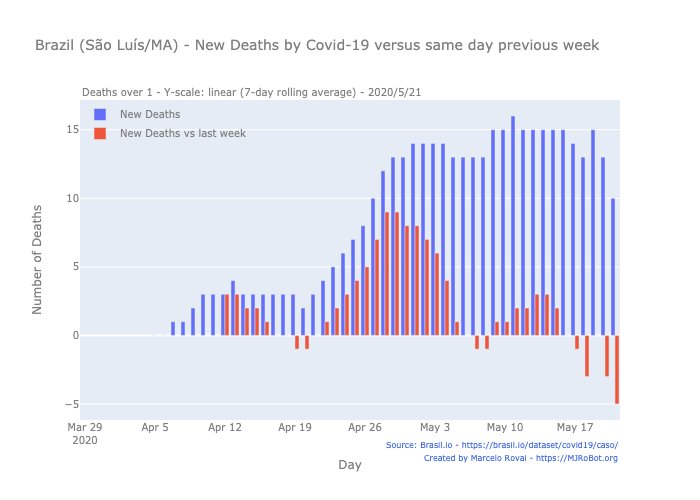 Brazil (São Luís/MA) - New Deaths by Covid-19 versus same day previous week
Deaths over 1 - Y-scale: linear (7-day rolling average) - 2020/5/21
New Deaths
New Deaths vs last week
15
10
5
0
−5
Number of Deaths
Mar 29
2020
Apr 5
Apr 12
Apr 19
Apr 26
May 3
May 10
May 17
Day
Source: Brasil.io - https://brasil.io/dataset/covid19/caso/
Created by Marcelo Rovai - https://MJRoBot.org